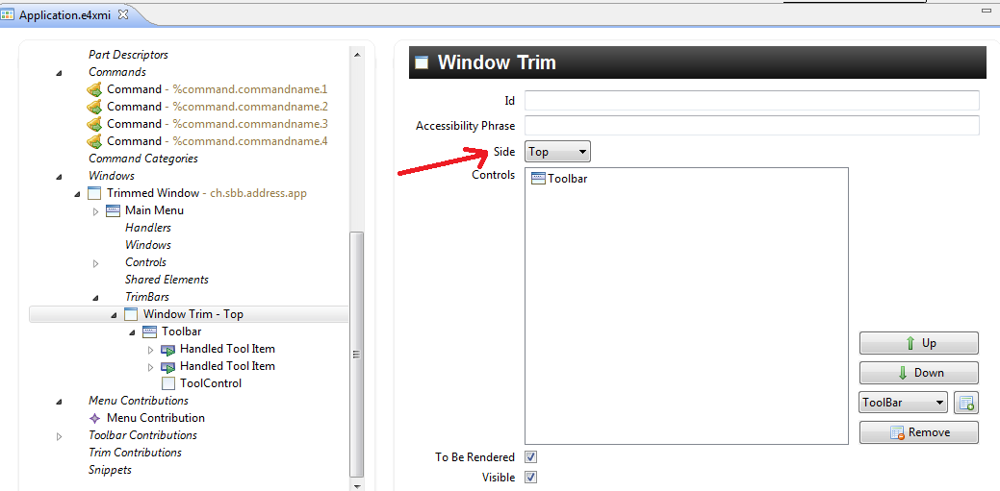 Application.e4xmi
Part Descriptors
Commands
Command - %command.commandname.1
Command - %command.commandname.2
Command - %command.commandname.3
Command - %command.commandname.4
Command Categories
Windows
Trimmed Window - ch.sbb.address.app
Main Menu
Handlers
Windows
Controls
Shared Elements
TrimBars
Window Trim - Top
Toolbar
Handled Tool Item
Handled Tool Item
ToolControl
Menu Contributions
Menu Contribution
Toolbar Contributions
Trim Contributions
Snippets
Window Trim
Id
Accessibility Phrase
Side Top
Controls
Toolbar
Up
Down
ToolBar
Remove
To Be Rendered
Visible